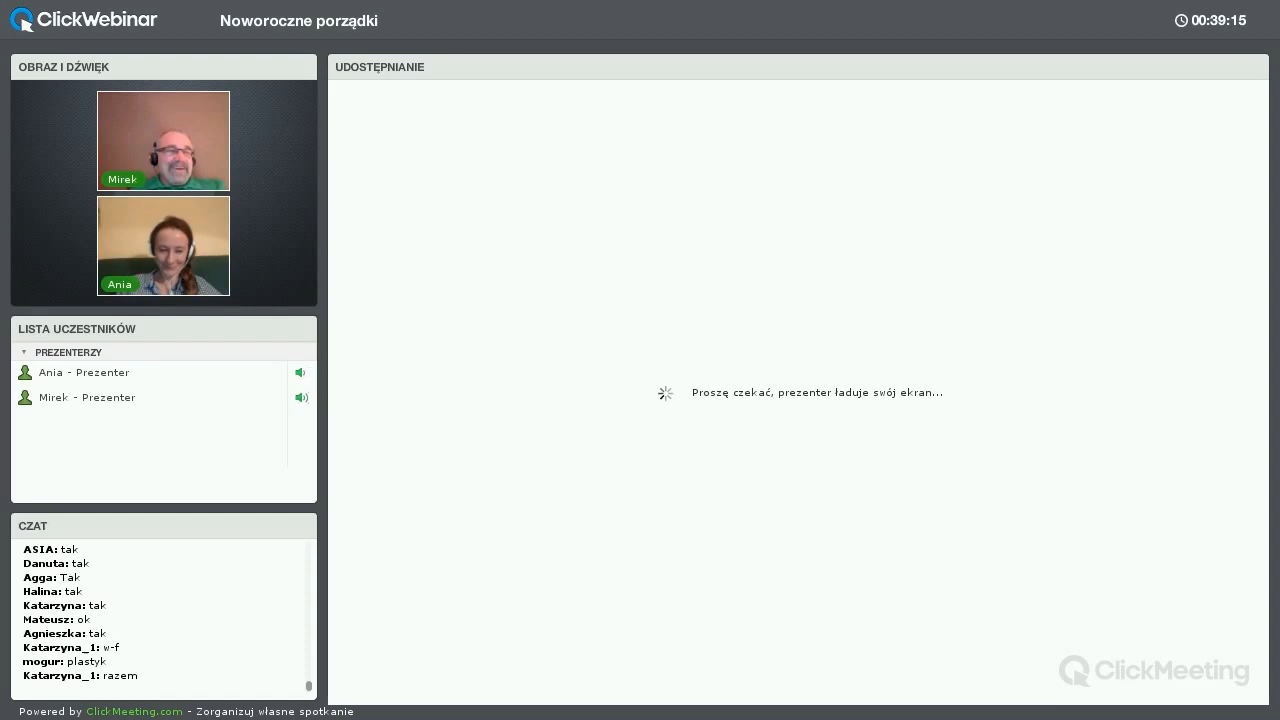 ClickWebinar
Noworoczne porządki
00:39:15
OBRAZ I DŹWIĘK
Mirek
Ania
LISTA UCZESTNIKÓW
PREZENTERZY
Ania - Prezenter
Mirek - Prezenter
CZAT
ASIA: tak
Danuta: tak
Agga: Tak
Halina: tak
Katarzyna: tak
Mateusz: ok
Agnieszka: tak
Katarzyna_1: w-f
mogur: plastyk
Katarzyna_1: razem
UDOSTĘPNIANIE
Proszę czekać, prezenter ładuje swój ekran...
ClickMeeting
Powered by ClickMeeting.com - Zorganizuj własne spotkanie